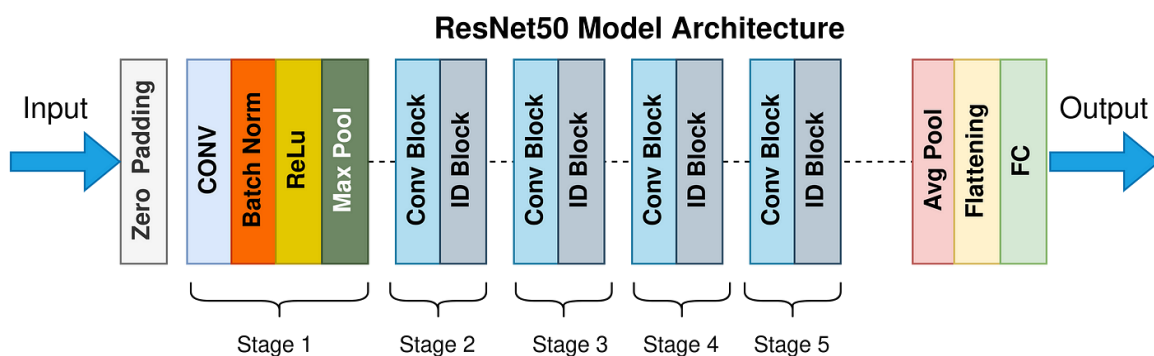 ResNet50 Model Architecture
Input
Zero Padding
CONV
Batch Norm
ReLu
Max Pool
Conv Block
ID Block
Conv Block
ID Block
Conv Block
ID Block
Conv Block
ID Block
Avg Pool
Flattening
FC
Output
Stage 1
Stage 2
Stage 3
Stage 4
Stage 5